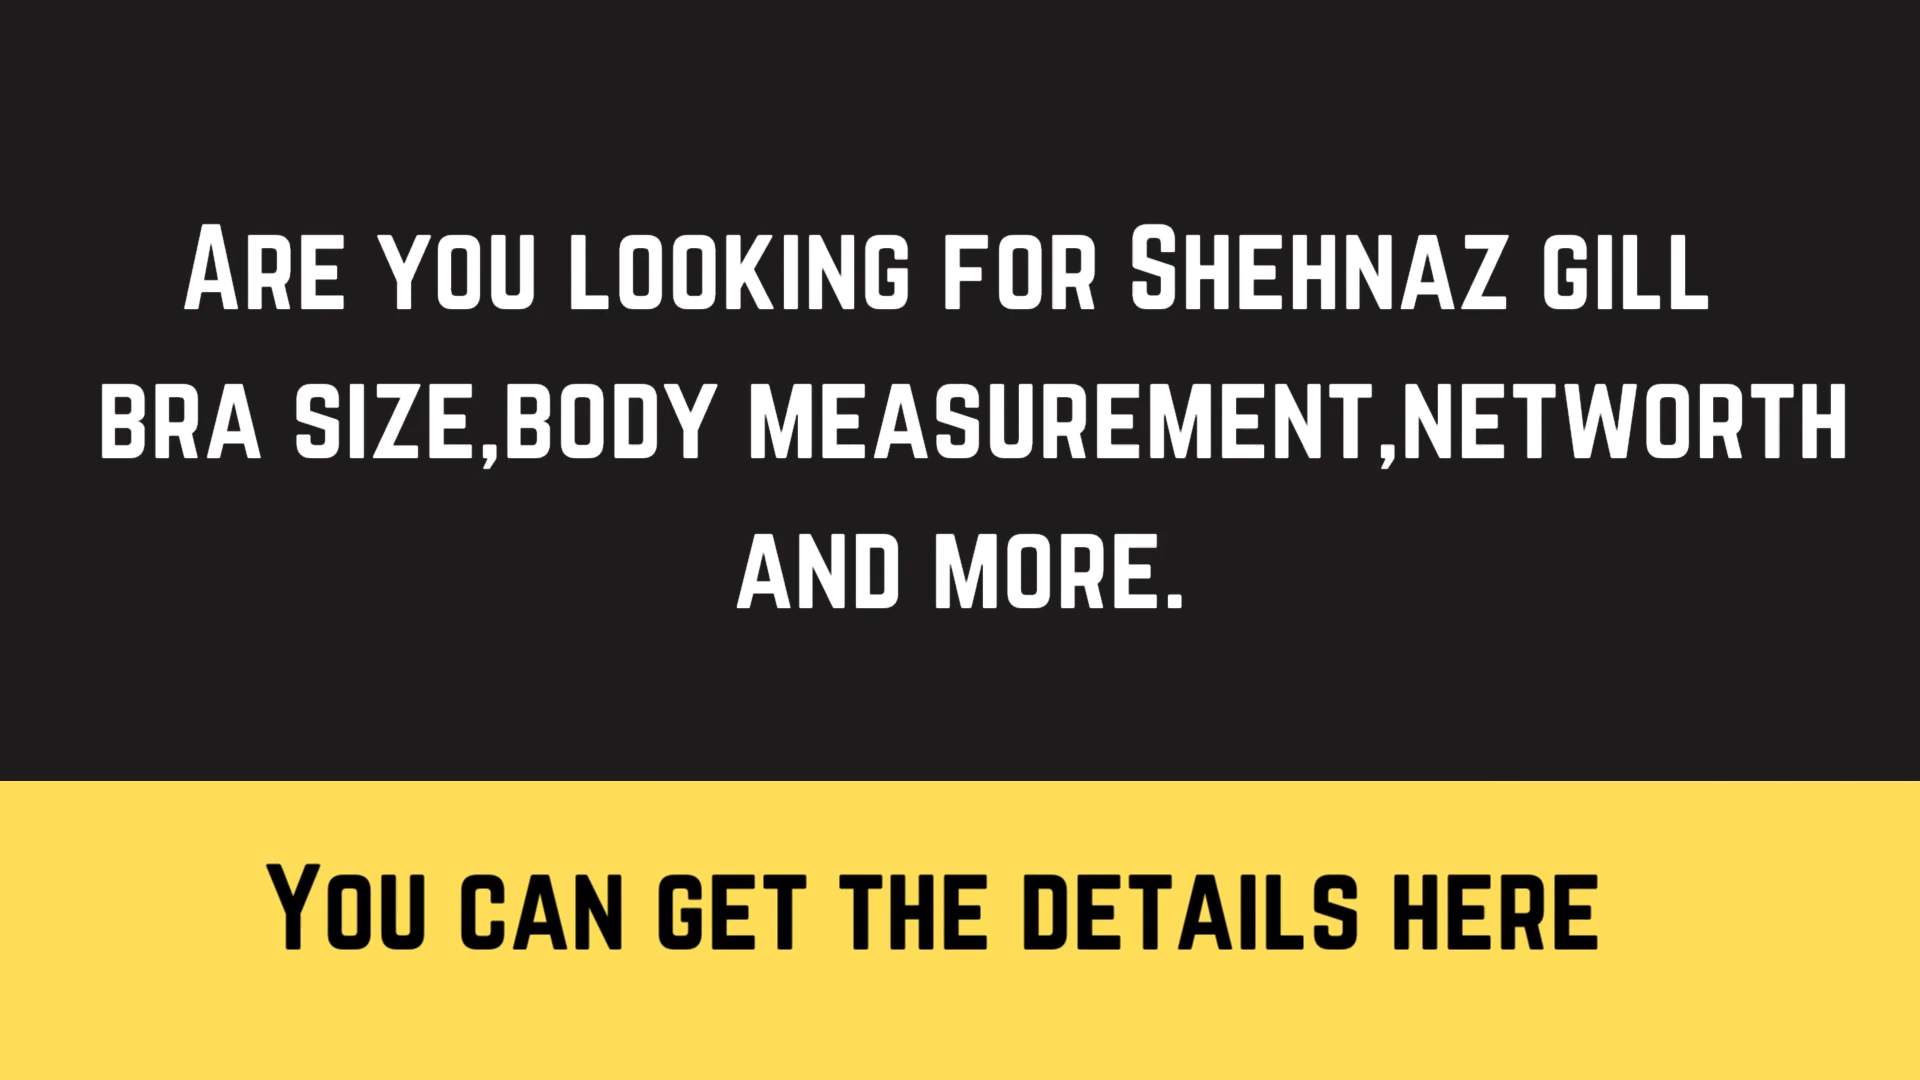 Are you looking for Shehnaz gill
bra size,body measurement,networth
and more.
You can get the details here